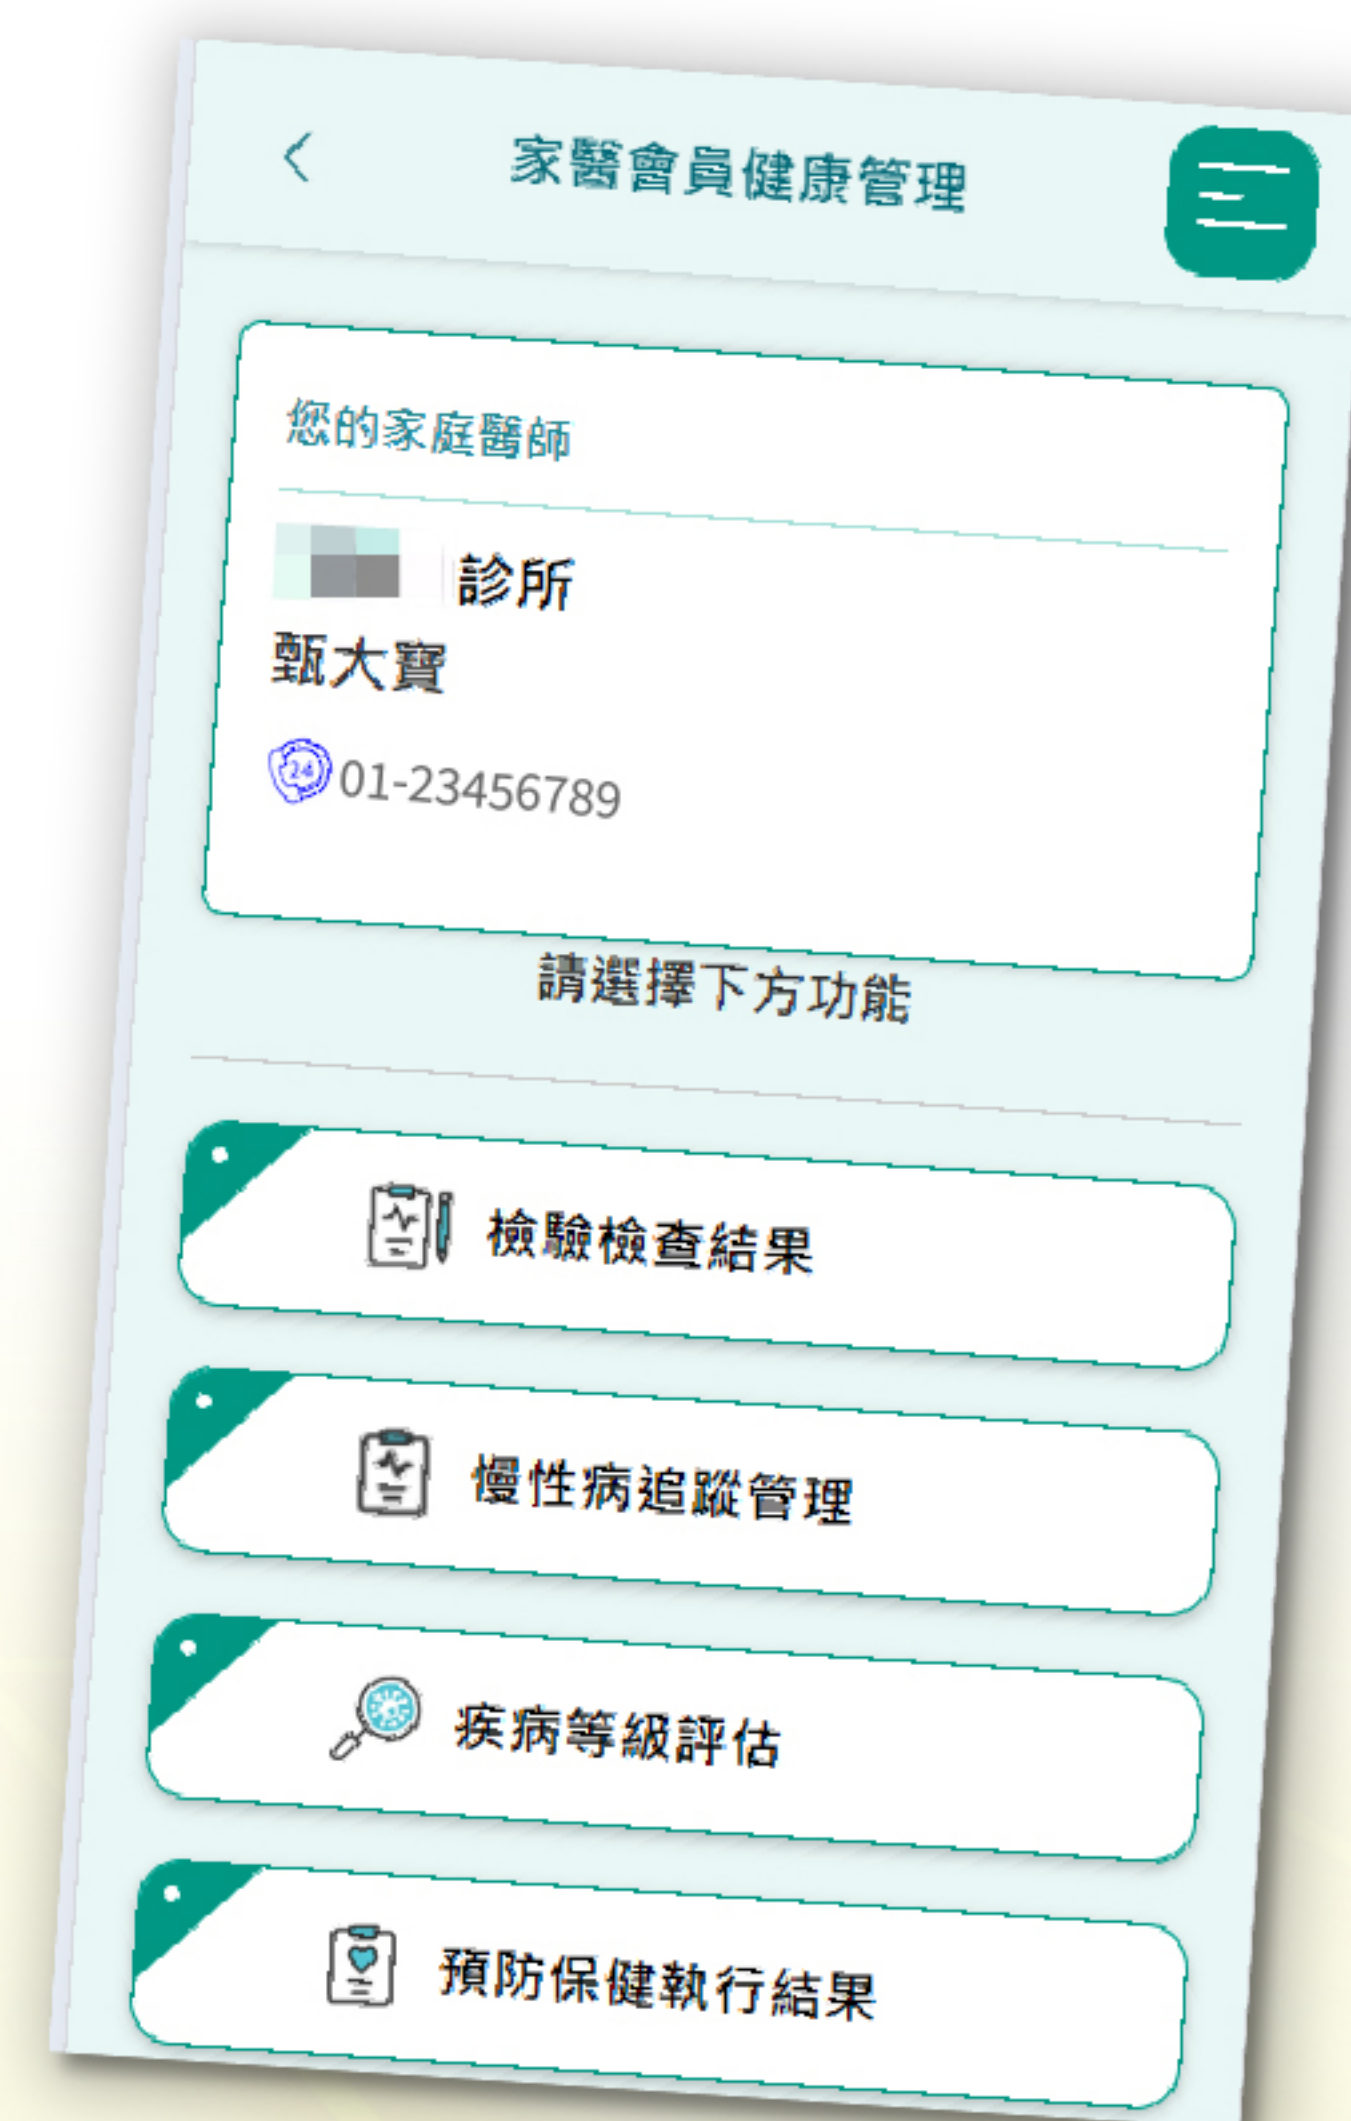 家醫會員健康管理
您的家庭醫師
診所
甄大寶
24 01-23456789
請選擇下方功能
檢驗檢查結果
慢性病追蹤管理
疾病等級評估
預防保健執行結果